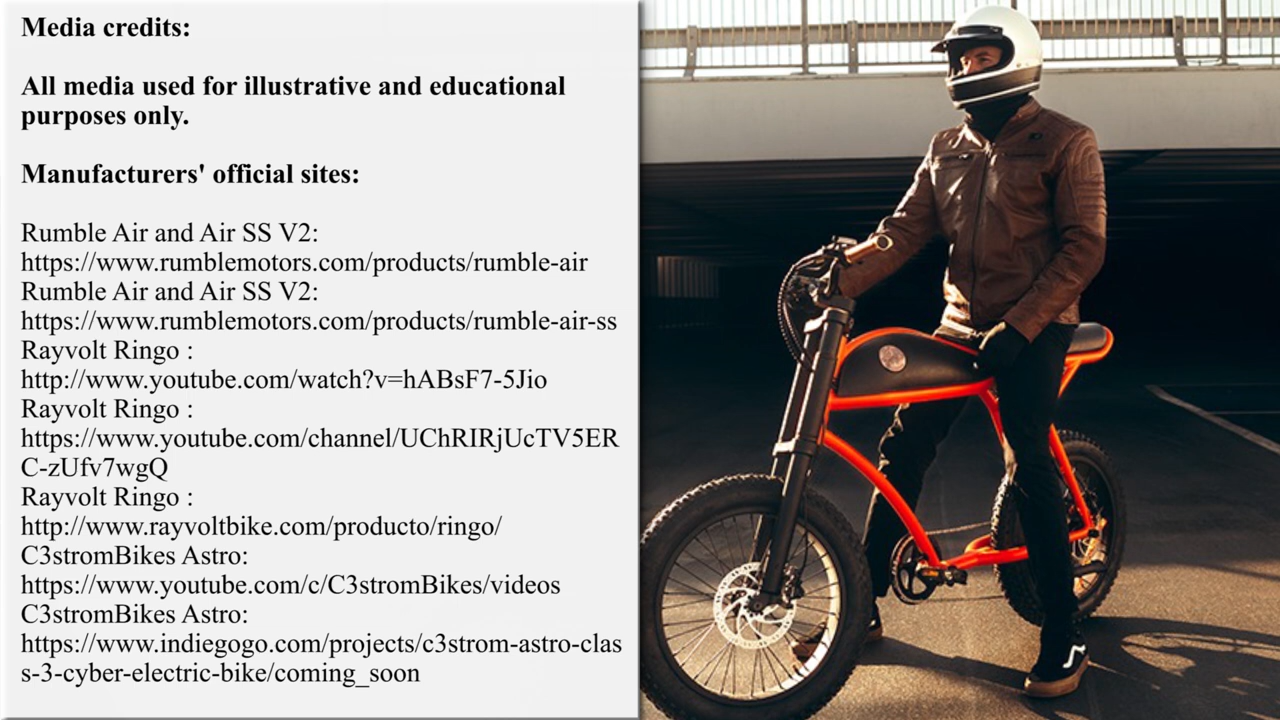 Media credits:
All media used for illustrative and educational
purposes only.
Manufacturers' official sites:
Rumble Air and Air SS V2:
https://www.rumblemotors.com/products/rumble-air
Rumble Air and Air SS V2:
https://www.rumblemotors.com/products/rumble-air-ss
Rayvolt Ringo :
http://www.youtube.com/watch?v=hABsF7-5Jio
Rayvolt Ringo :
https://www.youtube.com/channel/UChRIRjUcTV5ER
C-zUfv7wgQ
Rayvolt Ringo :
http://www.rayvoltbike.com/producto/ringo/
C3stromBikes Astro:
https://www.youtube.com/c/C3stromBikes/videos
C3stromBikes Astro:
https://www.indiegogo.com/projects/c3strom-astro-clas
s-3-cyber-electric-bike/coming_soon